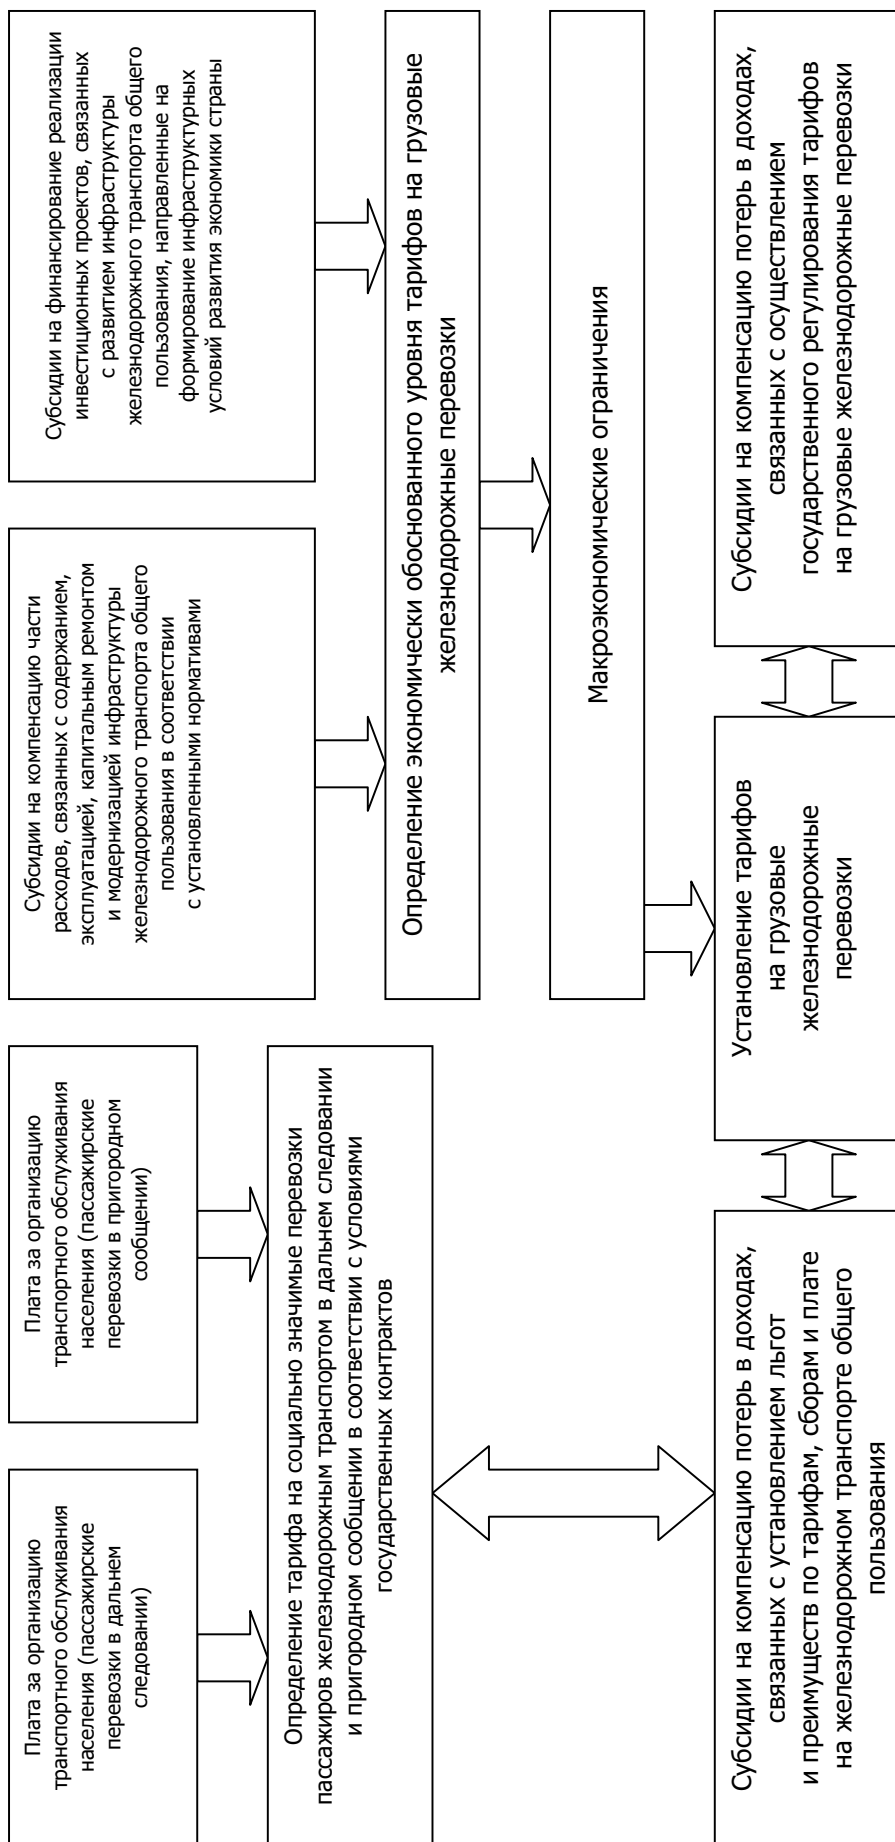 Плата за организацию
транспортного обслуживания
населения (пассажирские
перевозки в дальнем
следовании)
Плата за организацию
транспортного обслуживания
населения (пассажирские
перевозки в пригородном
сообщении)
Субсидии на компенсацию части
расходов, связанных с содержанием,
эксплуатацией, капитальным ремонтом
и модернизацией инфраструктуры
железнодорожного транспорта общего
пользования в соответствии
с установленными нормативами
Субсидии на финансирование реализации
инвестиционных проектов, связанных
с развитием инфраструктуры
железнодорожного транспорта общего
пользования, направленные на
формирование инфраструктурных
условий развития экономики страны
Определение тарифа на социально значимые перевозки
пассажиров железнодорожным транспортом в дальнем следовании
и пригородном сообщении в соответствии с условиями
государственных контрактов
Определение экономически обоснованного уровня тарифов на грузовые
железнодорожные перевозки
Макроэкономические ограничения
Субсидии на компенсацию потерь в доходах,
связанных с установлением льгот
и преимуществ по тарифам, сборам и плате
на железнодорожном транспорте общего
пользования
Установление тарифов
на грузовые
железнодорожные
перевозки
Субсидии на компенсацию потерь в доходах,
связанных с осуществлением
государственного регулирования тарифов
на грузовые железнодорожные перевозки